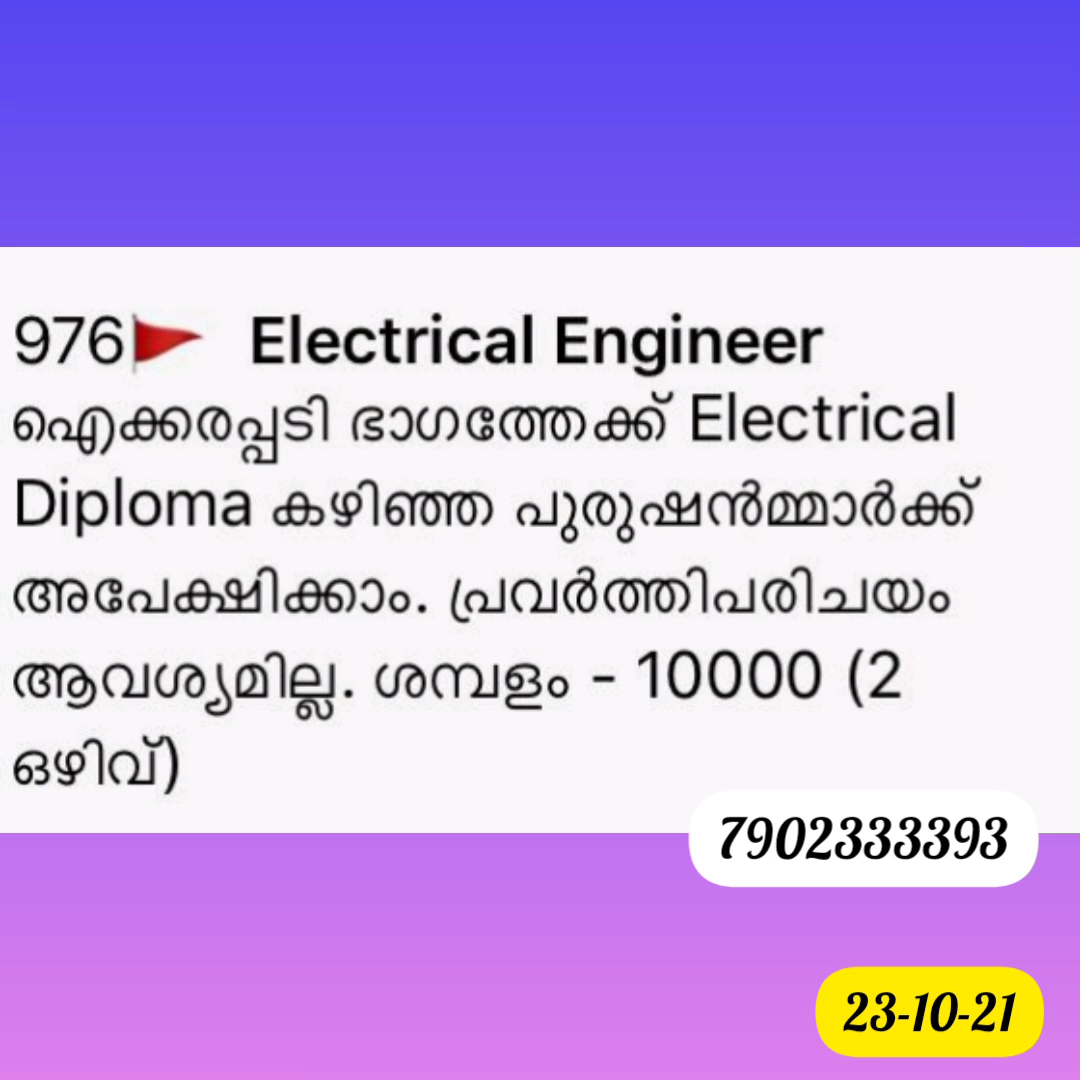 976🚩 Electrical Engineer
ഐക്കരപ്പടി ഭാഗത്തേക്ക് Electrical
Diploma കഴിഞ്ഞ പുരുഷൻമ്മാർക്ക്
അപേക്ഷിക്കാം. പ്രവർത്തിപരിചയം
ആവശ്യമില്ല. ശമ്പളം - 10000 (2
ഒഴിവ്)
7902333393
23-10-21